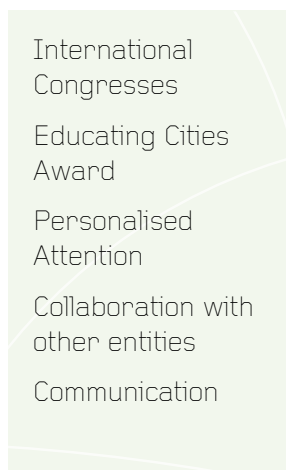 International
Congresses
Educating Cities
Award
Personalised
Attention
Collaboration with
other entities
Communication